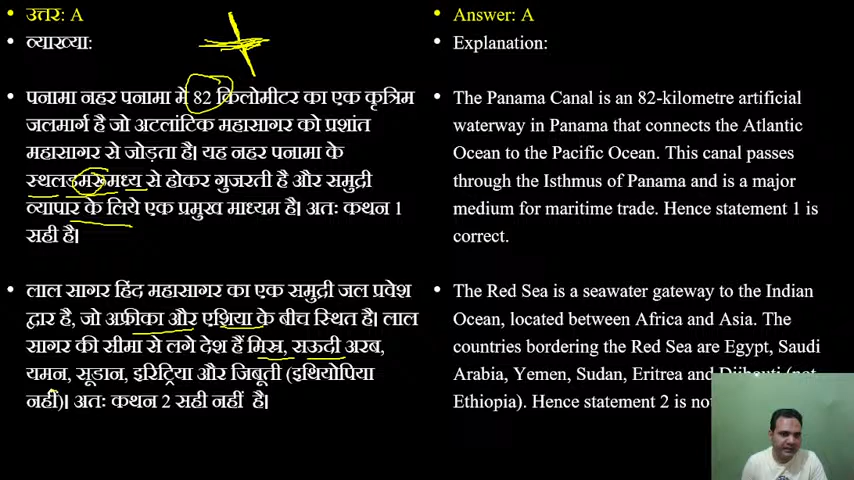 उत्तर: A
व्याख्या:
पनामा नहर पनामा में 82 किलोमीटर का एक कृत्रिम
जलमार्ग है जो अटलांटिक महासागर को प्रशांत
महासागर से जोड़ता है। यह नहर पनामा के
से होकर गुजरती है और समुद्री
व्यापार के लिये एक प्रमुख माध्यम है। अतः कथन 1
सही है।
लाल सागर हिंद महासागर का एक समुद्री जल प्रवेश
द्वार है, जो अफ्रीका और एशिया के बीच स्थित है। लाल
सागर की सीमा से लगे देश हैं मिस्र, सऊदी अरब,
यमन, सूडान, इरिट्रिया और जिबूती (इथियोपिया
नहीं)। अतः कथन 2 सही नहीं है।
Answer: A
Explanation:
The Panama Canal is an 82-kilometre artificial
waterway in Panama that connects the Atlantic
Ocean to the Pacific Ocean. This canal passes
through the Isthmus of Panama and is a major
medium for maritime trade. Hence statement 1 is
correct.
The Red Sea is a seawater gateway to the Indian
Ocean, located between Africa and Asia. The
countries bordering the Red Sea are Egypt, Saudi
Arabia, Yemen, Sudan, Eritrea and
Ethiopia). Hence statement 2 is